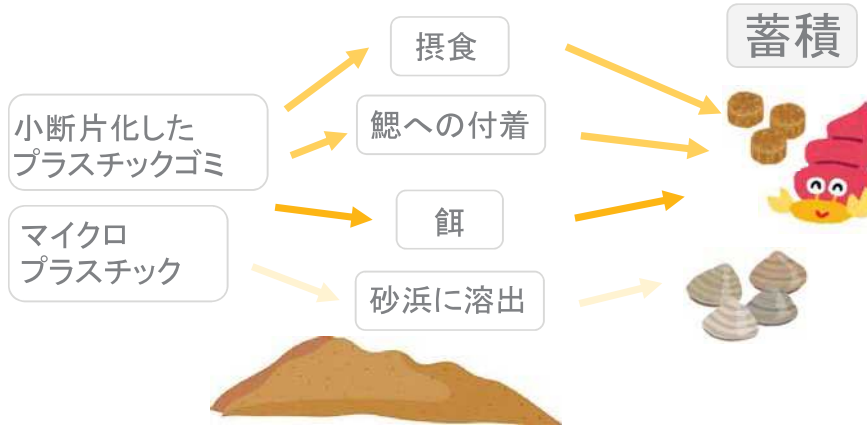 摂食
蓄積
小断片化した
プラスチックゴミ
鰓への付着
マイクロ
プラスチック
餌
砂浜に溶出